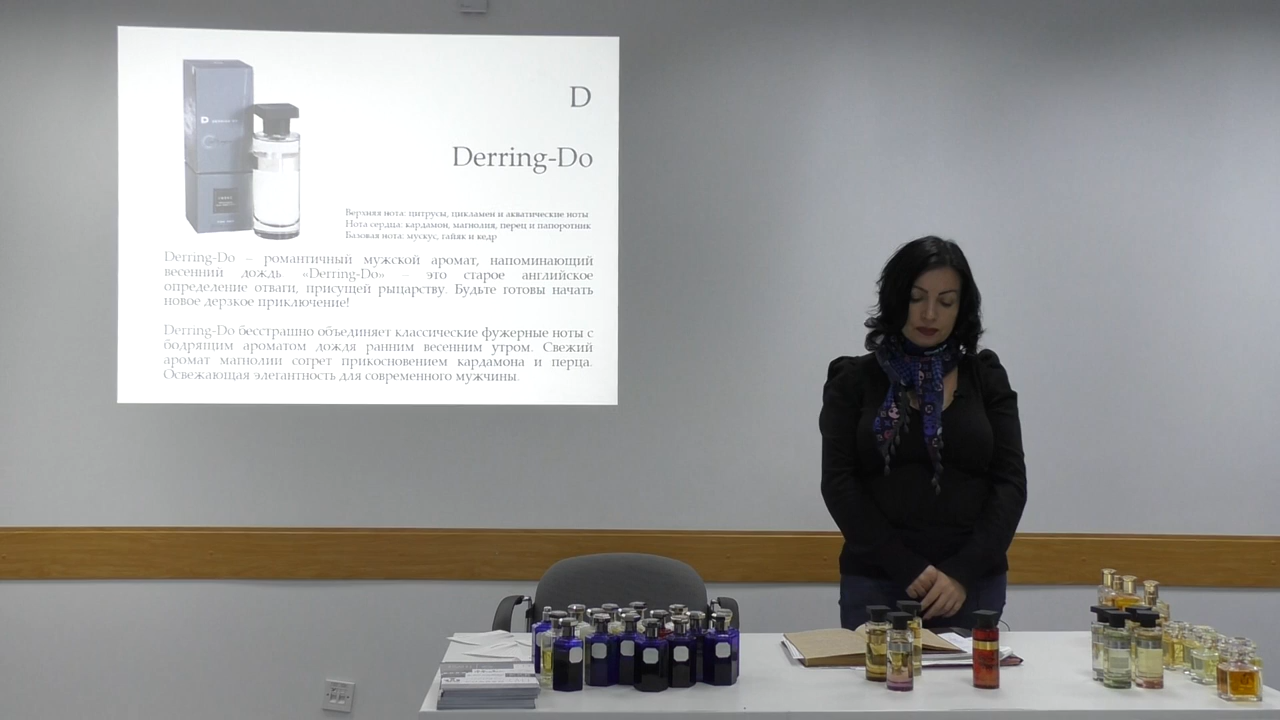 D
Derring-Do
Верхняя нота: цитрусы, цикламен и акватические ноты
Нота сердца: кардамон, магнолия, перец и папоротник
Базовая нота: мускус, гайяк и кедр
Derring-Do – романтичный мужской аромат, напоминающий
весенний дождь «Derring-Do» – это старое английское
определение отваги, присущей рыцарству. Будьте готовы начать
новое дерзкое приключение!
Derring-Do бесстрашно объединяет классические фужерные ноты с
бодрящим ароматом дождя ранним весенним утром. Свежий
аромат магнолии согрет прикосновением кардамона и перца.
Освежающая элегантность для современного мужчины.